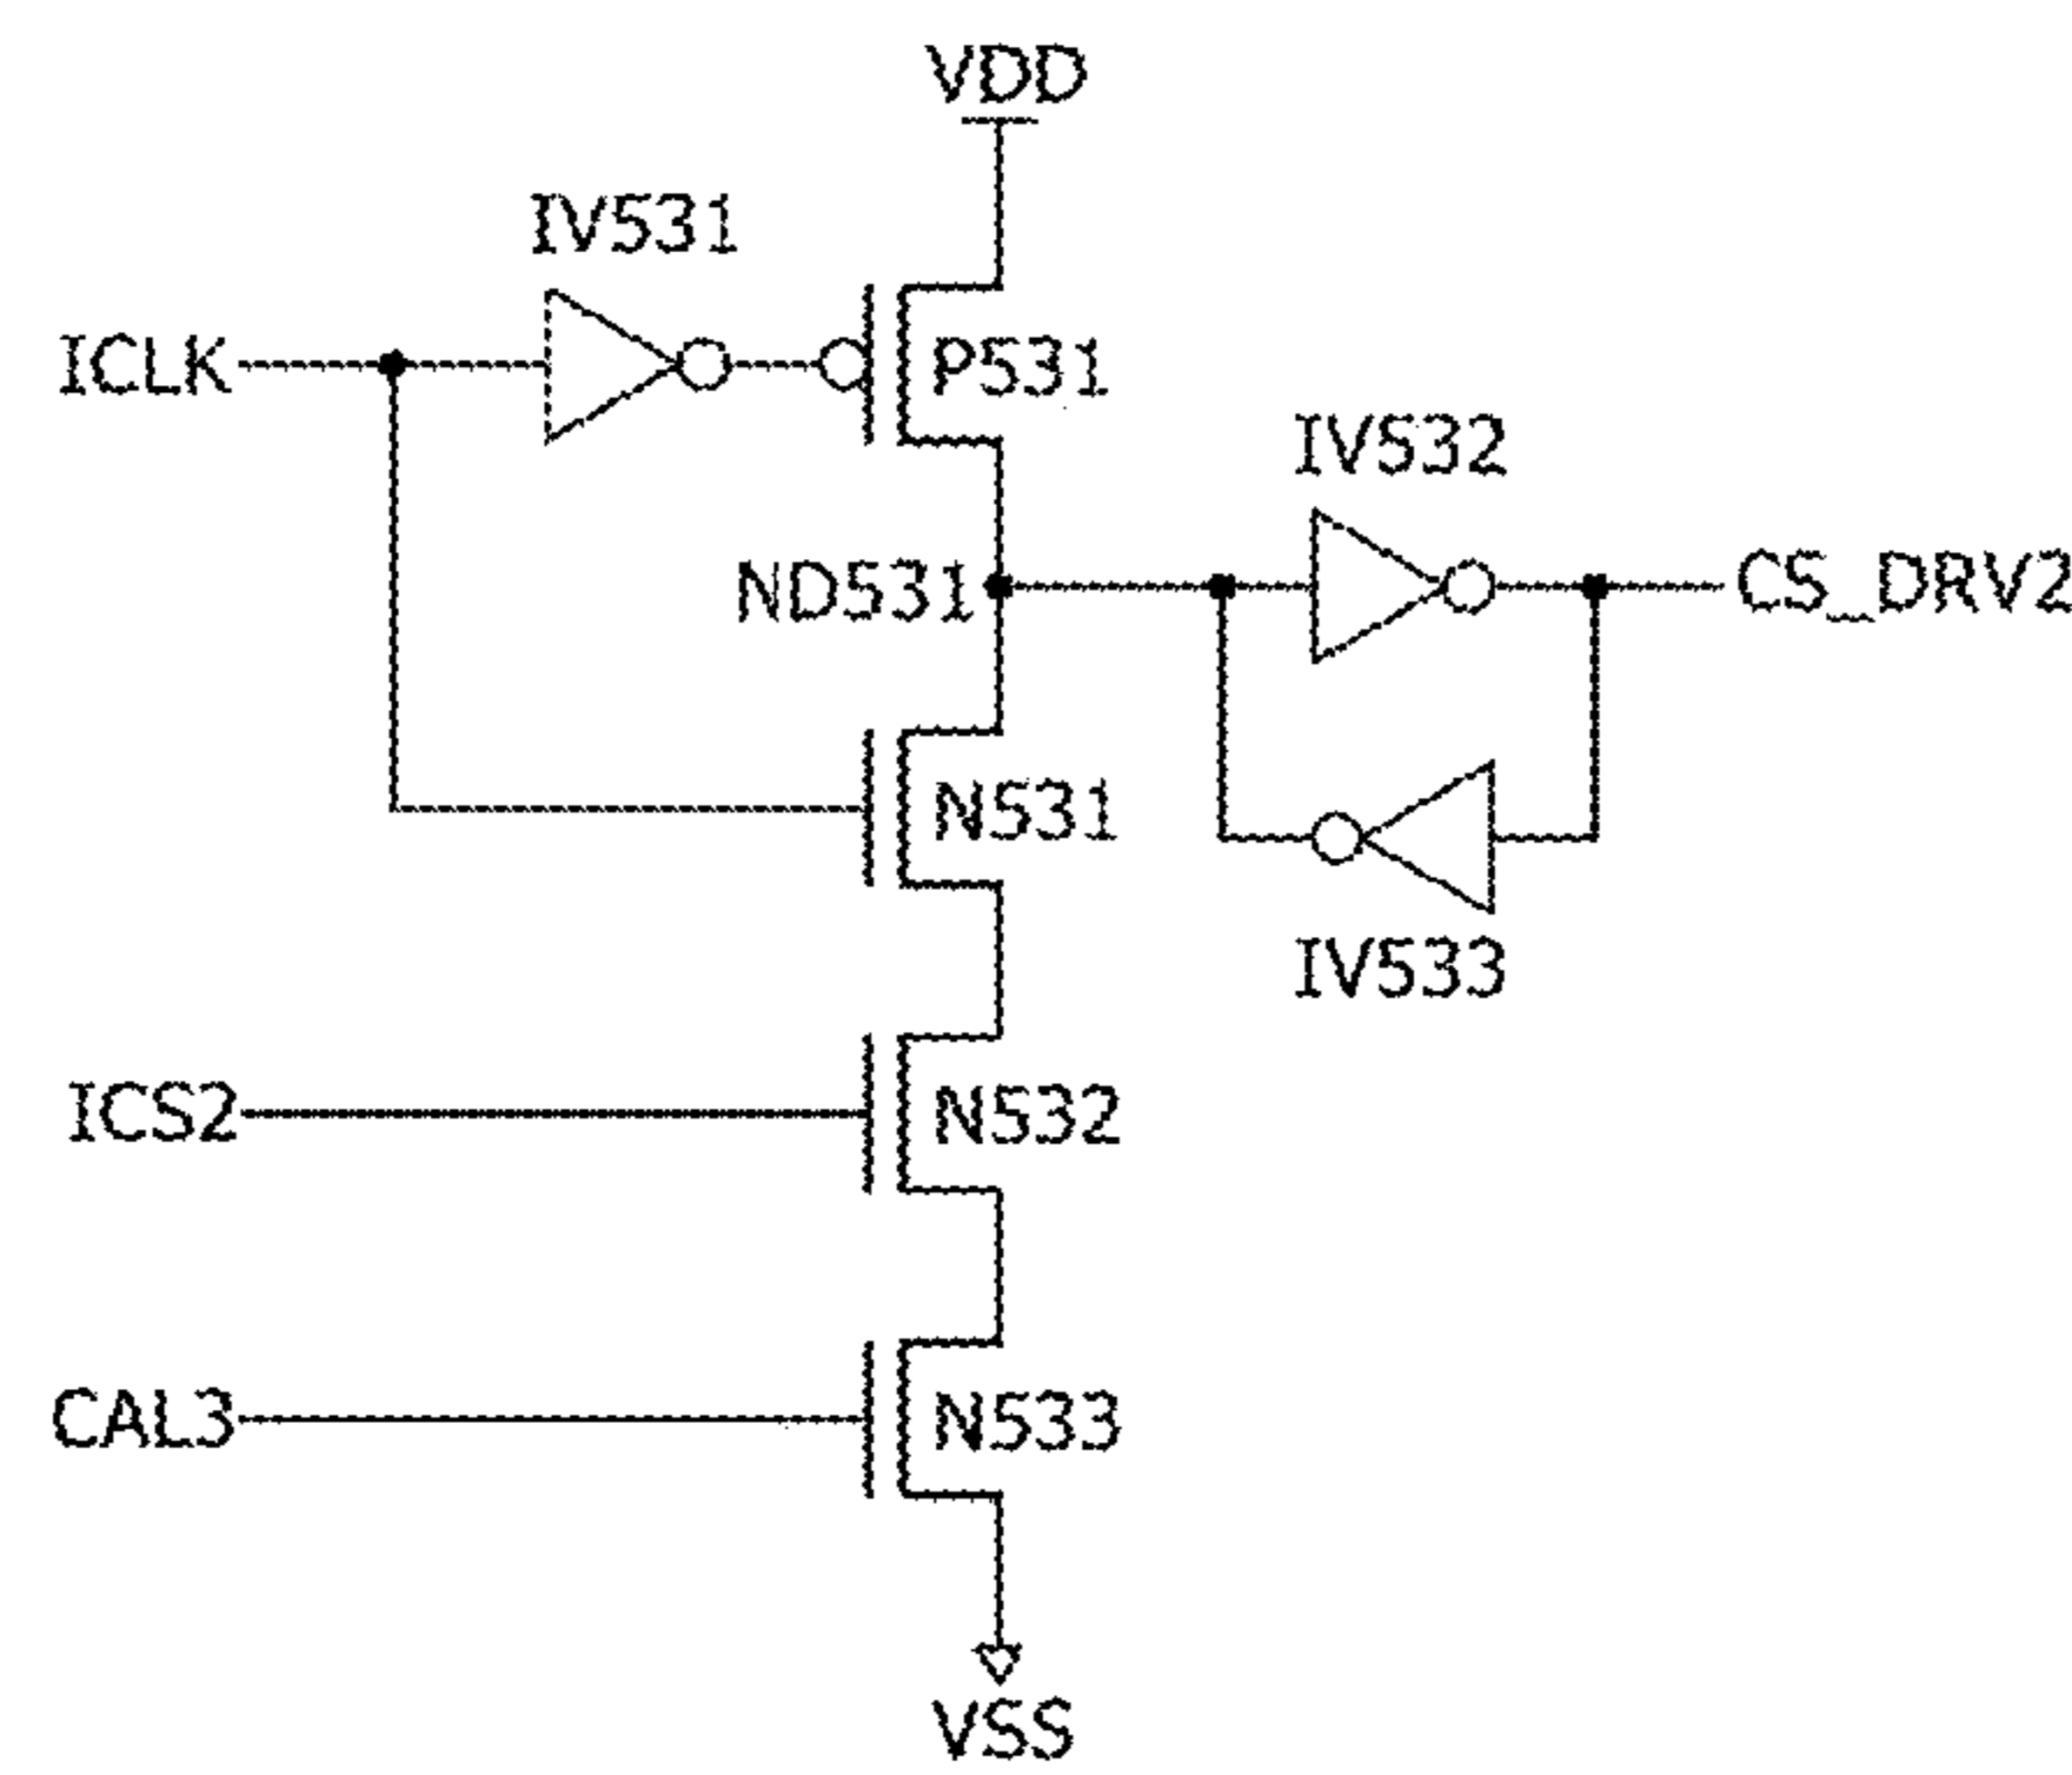 VDD
IV531
ICLK
P531
IV532
ND531
CS_DRV2
N531
IV533
ICS2
N532
CAL3
N533
VSS